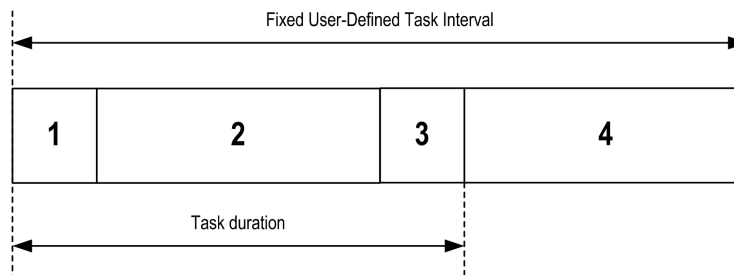 Fixed User-Defined Task Interval
1 2 3 4
Task duration